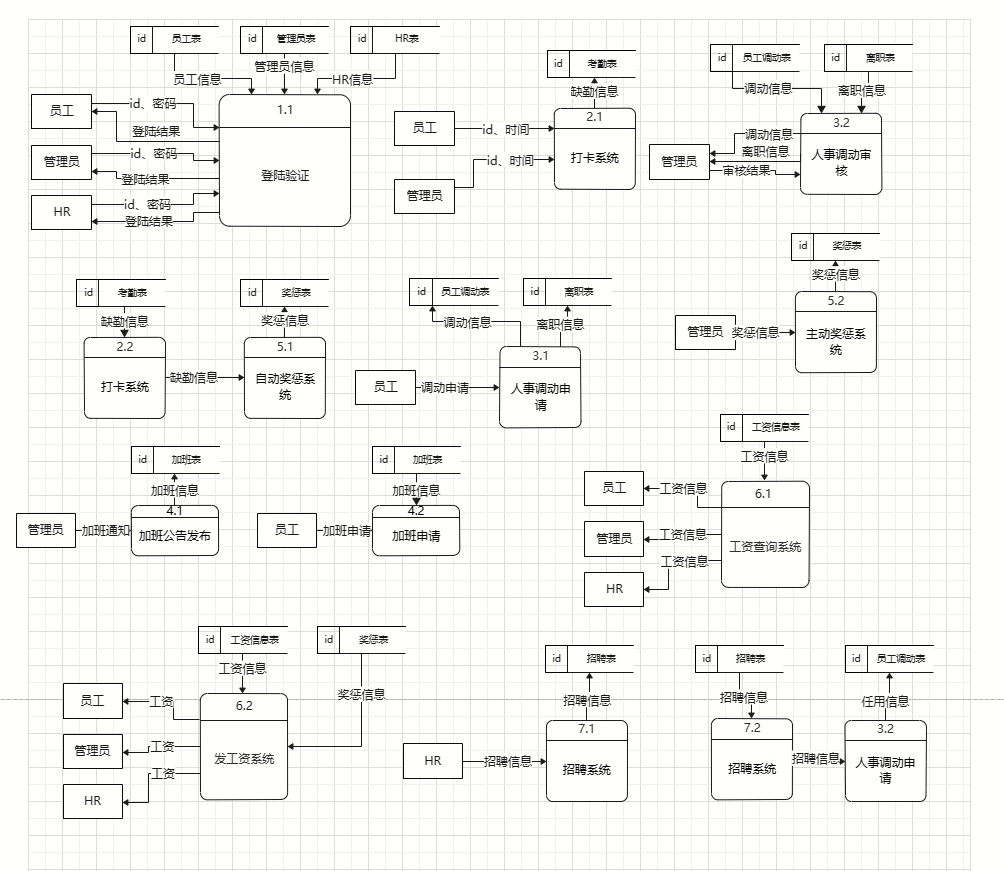 id 员工表
id 管理员表
id HR表
员工信息
管理员信息
HR信息
员工
id、密码
登陆结果
管理员
id、密码
登陆结果
HR
id、密码
登陆结果
1.1
登陆验证
id 考勤表
缺勤信息
员工
id、时间
管理员
id、时间
2.1
打卡系统
id 员工调动表
id 离职表
调动信息
离职信息
管理员
调动信息
离职信息
审核结果
3.2
人事调动审
核
id 考勤表
缺勤信息
2.2
打卡系统
缺勤信息
id 奖惩表
奖惩信息
5.1
自动奖惩系
统
id 员工调动表
id 离职表
调动信息
离职信息
员工
调动申请
3.1
人事调动申
请
id 奖惩表
奖惩信息
管理员
奖惩信息
5.2
主动奖惩系
统
id 加班表
加班信息
管理员
加班通知
4.1
加班公告发布
id 加班表
加班信息
员工
加班申请
4.2
加班申请
id 工资信息表
工资信息
员工
工资信息
管理员
工资信息
HR
工资信息
6.1
工资查询系统
id 工资信息表
id 奖惩表
工资信息
奖惩信息
员工
工资
管理员
工资
HR
工资
6.2
发工资系统
id 招聘表
招聘信息
HR
招聘信息
7.1
招聘系统
id 招聘表
招聘信息
7.2
招聘系统
招聘信息
id 员工调动表
任用信息
3.2
人事调动申
请